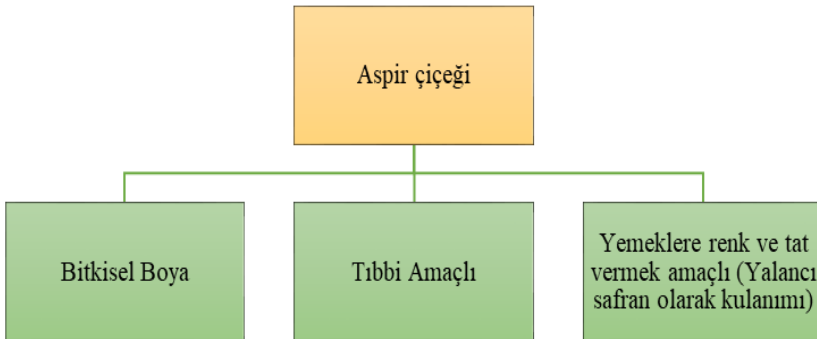 Aspir çiçeği
Bitkisel Boya
Tıbbi Amaçlı
Yemeklere renk ve tat
vermek amaçlı (Yalancı
safran olarak kulanımı)